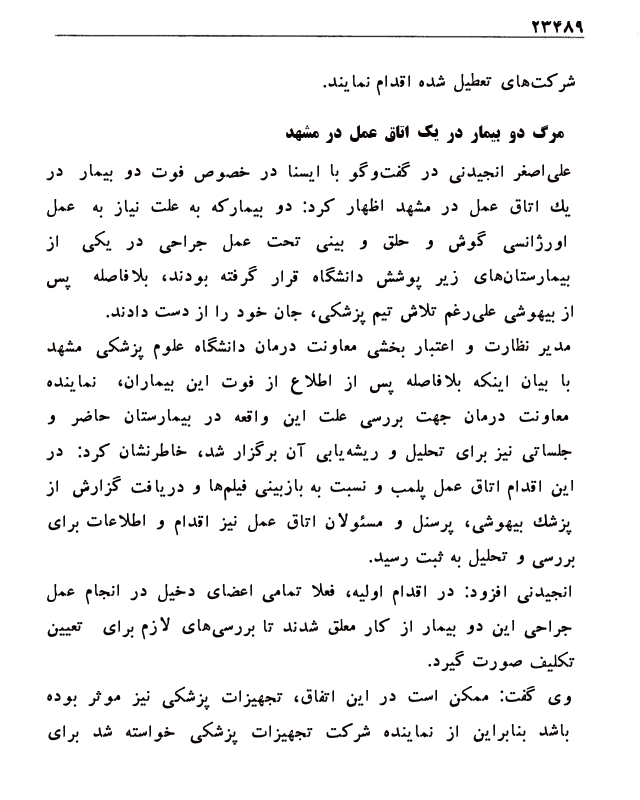 ۲۳۴۸۹
شرکت‌های تعطیل شده اقدام نمایند.
مرگ دو بیمار در یک اتاق عمل در مشهد
علی‌اصغر انجیدنی در گفت‌وگو با ایسنا در خصوص فوت دو بیمار در
یك اتاق عمل در مشهد اظهار کرد: دو بیمارکه به علت نیاز به عمل
اورژانسی گوش و حلق و بینی تحت عمل جراحی در یکی از
بیمارستان‌های زیر پوشش دانشگاه قرار گرفته بودند، بلافاصله پس
از بیهوشی علی‌رغم تلاش تیم پزشکی، جان خود را از دست دادند.
مدیر نظارت و اعتبار بخشی معاونت درمان دانشگاه علوم پزشکی مشهد
با بیان اینکه بلافاصله پس از اطلاع از فوت این بیماران، نماینده
معاونت درمان جهت بررسی علت این واقعه در بیمارستان حاضر و
جلساتی نیز برای تحلیل و ریشه‌یابی آن برگزار شد، خاطرنشان کرد: در
این اقدام اتاق عمل پلمب و نسبت به بازبینی فیلم‌ها و دریافت گزارش از
پزشك بیهوشی، پرسنل و مسئولان اتاق عمل نیز اقدام و اطلاعات برای
بررسی و تحلیل به ثبت رسید.
انجیدنی افزود: در اقدام اولیه، فعلا تمامی اعضای دخیل در انجام عمل
جراحی این دو بیمار از کار معلق شدند تا بررسی‌های لازم برای تعیین
تکلیف صورت گیرد.
وی گفت: ممکن است در این اتفاق، تجهیزات پزشکی نیز موثر بوده
باشد بنابراین از نماینده شرکت تجهیزات پزشکی خواسته شد برای